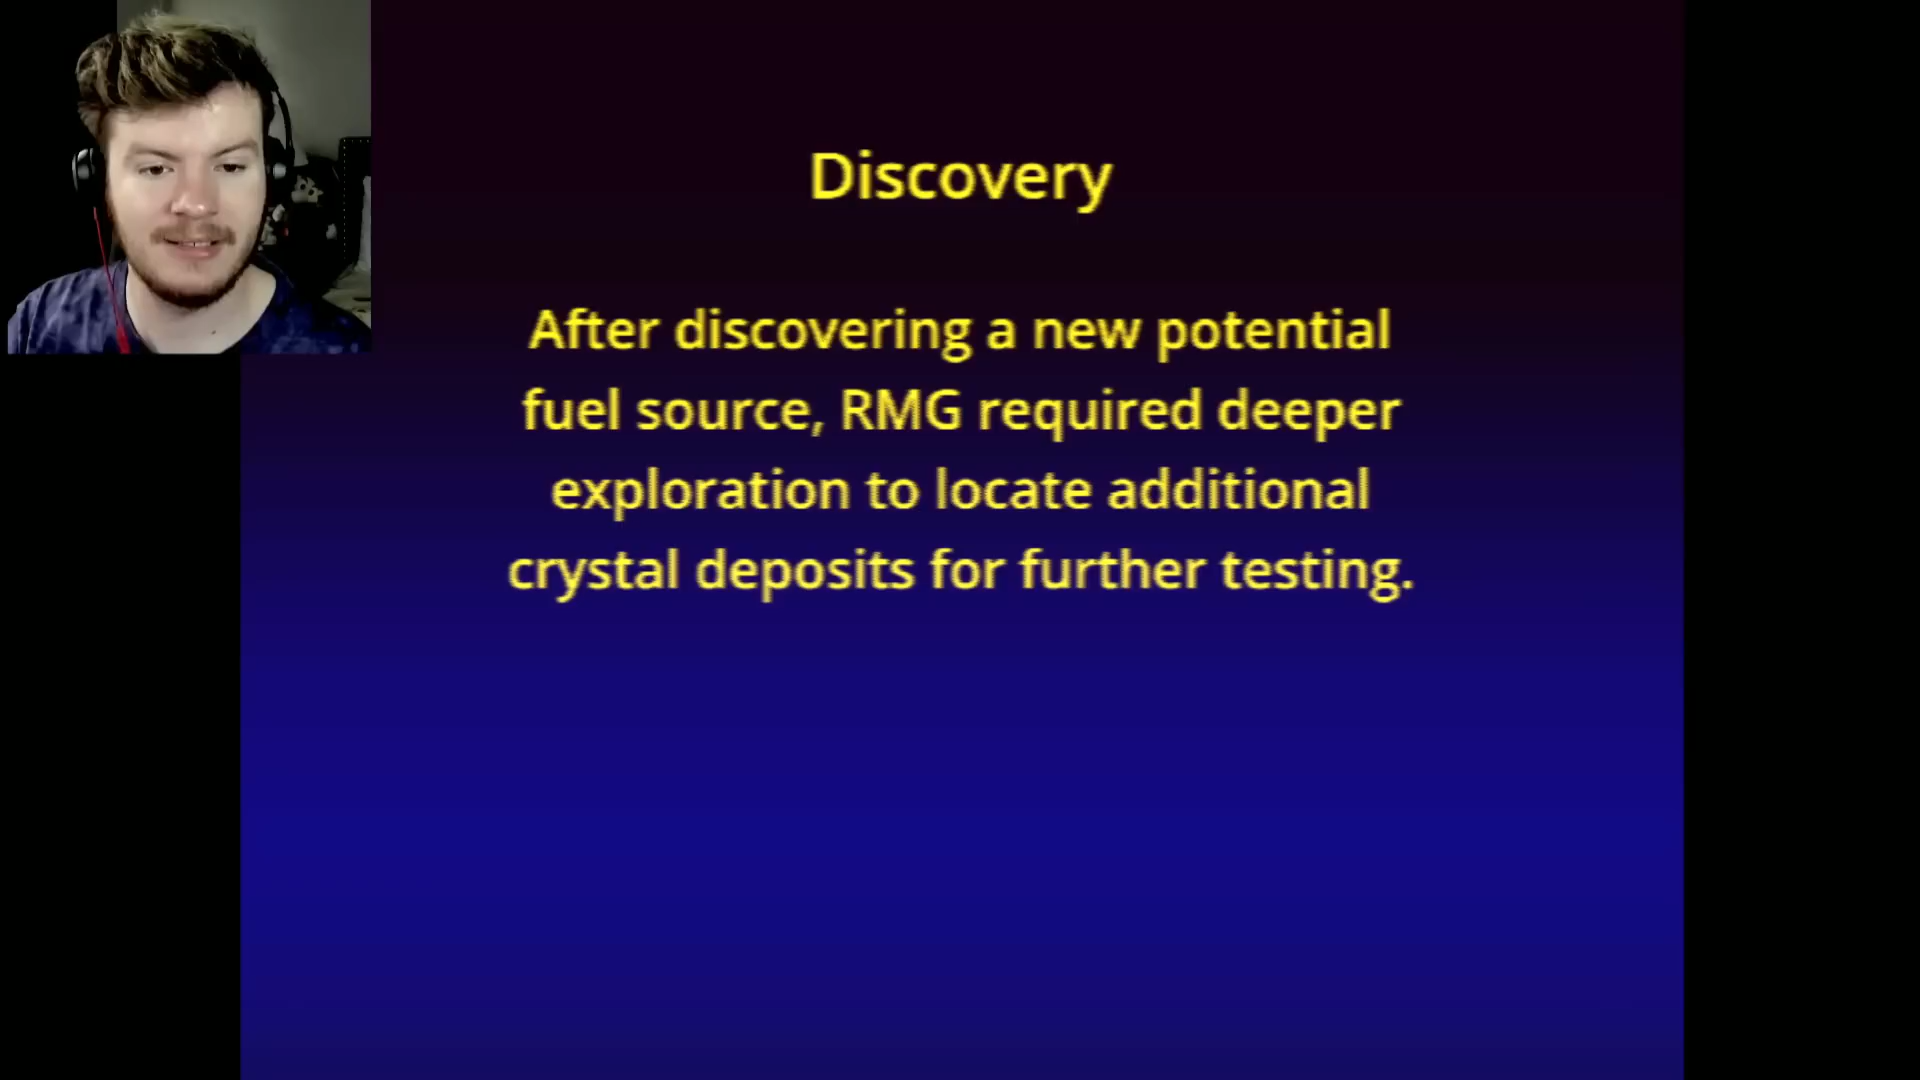 Discovery
After discovering a new potential
fuel source, RMG required deeper
exploration to locate additional
crystal deposits for further testing.